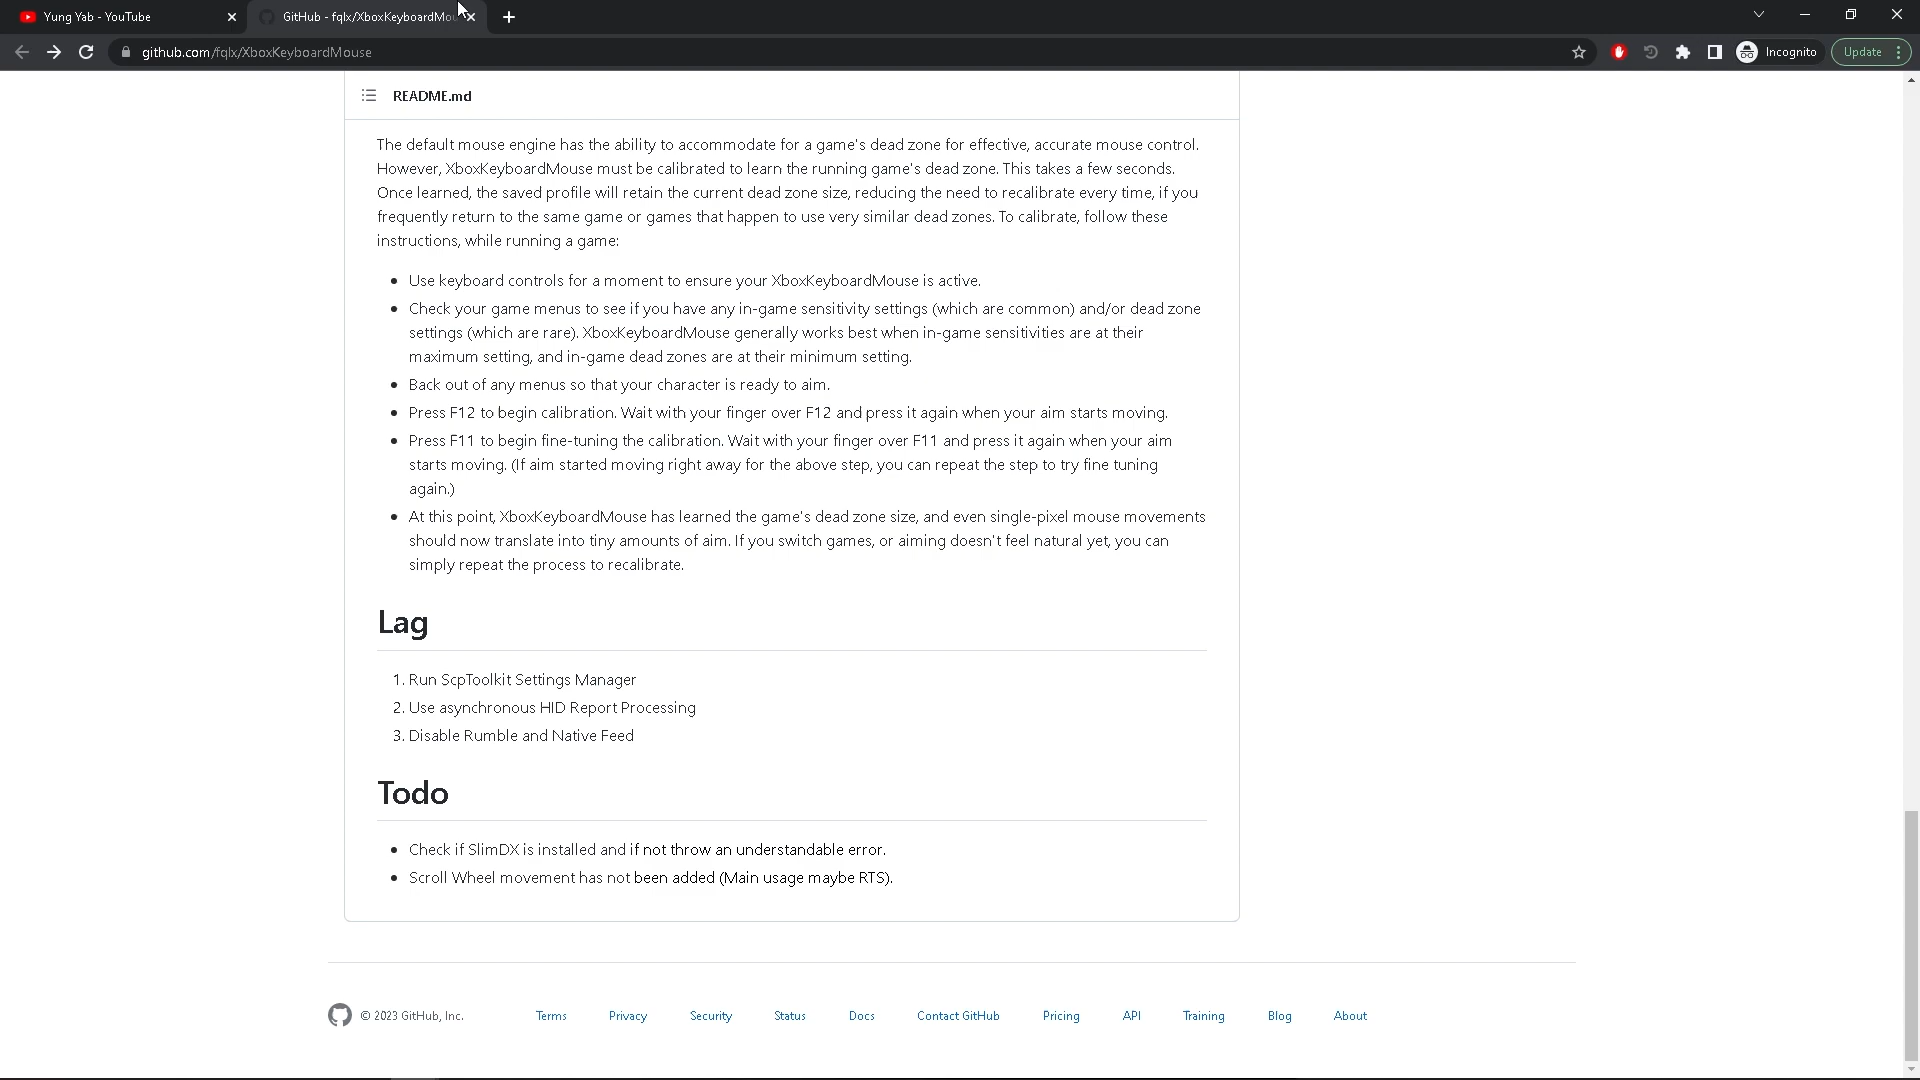 Yung Yab - YouTube
GitHub - fqlx/XboxKeyboardMou
github.com/fqlx/XboxKeyboardMouse
Incognito
Update
README.md
The default mouse engine has the ability to accommodate for a game's dead zone for effective, accurate mouse control.
However, XboxKeyboardMouse must be calibrated to learn the running game's dead zone. This takes a few seconds.
Once learned, the saved profile will retain the current dead zone size, reducing the need to recalibrate every time, if you
frequently return to the same game or games that happen to use very similar dead zones. To calibrate, follow these
instructions, while running a game:
• Use keyboard controls for a moment to ensure your XboxKeyboardMouse is active.
• Check your game menus to see if you have any in-game sensitivity settings (which are common) and/or dead zone
settings (which are rare). XboxKeyboardMouse generally works best when in-game sensitivities are at their
maximum setting, and in-game dead zones are at their minimum setting.
• Back out of any menus so that your character is ready to aim.
• Press F12 to begin calibration. Wait with your finger over F12 and press it again when your aim starts moving.
• Press F11 to begin fine-tuning the calibration. Wait with your finger over F11 and press it again when your aim
starts moving. (If aim started moving right away for the above step, you can repeat the step to try fine tuning
again.)
• At this point, XboxKeyboardMouse has learned the game's dead zone size, and even single-pixel mouse movements
should now translate into tiny amounts of aim. If you switch games, or aiming doesn't feel natural yet, you can
simply repeat the process to recalibrate.
Lag
1. Run ScpToolkit Settings Manager
2. Use asynchronous HID Report Processing
3. Disable Rumble and Native Feed
Todo
• Check if SlimDX is installed and if not throw an understandable error.
• Scroll Wheel movement has not been added (Main usage maybe RTS).
© 2023 GitHub, Inc. Terms Privacy Security Status Docs Contact GitHub Pricing API Training Blog About